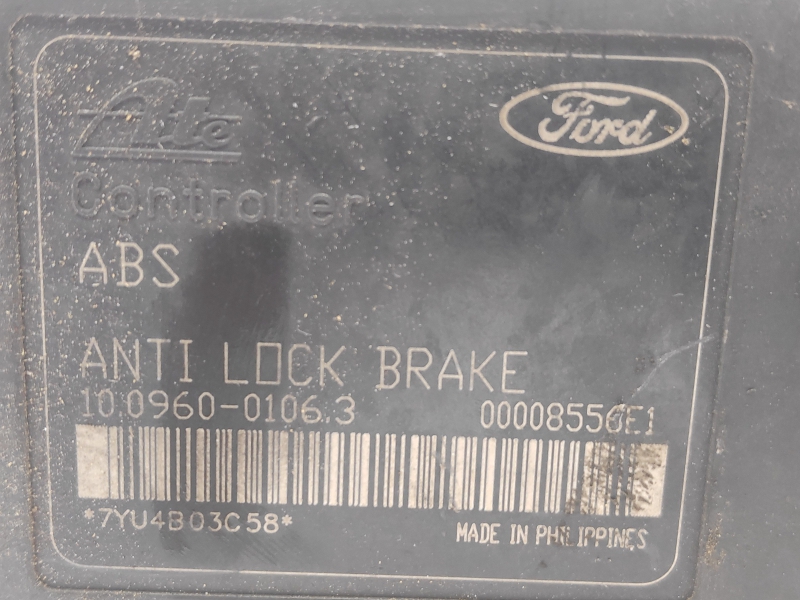 Ate
Ford
Controller
ABS
ANTI LOCK BRAKE
10.0960-0106.3 00008556E1
*7YU4B03C58*
MADE IN PHILIPPINES